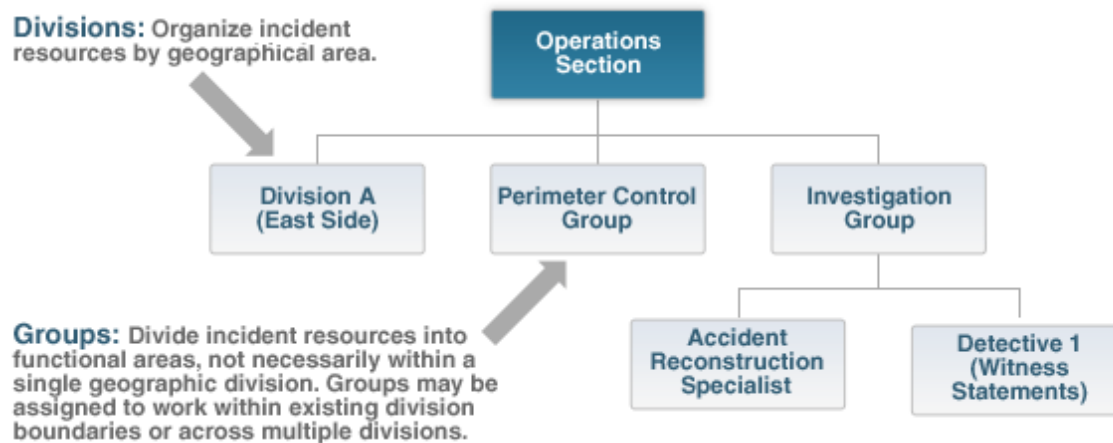 Divisions: Organize incident
resources by geographical area.
Operations
Section
Division A
(East Side)
Perimeter Control
Group
Investigation
Group
Groups: Divide incident resources into
functional areas, not necessarily within a
single geographic division. Groups may be
assigned to work within existing division
boundaries or across multiple divisions.
Accident
Reconstruction
Specialist
Detective 1
(Witness
Statements)